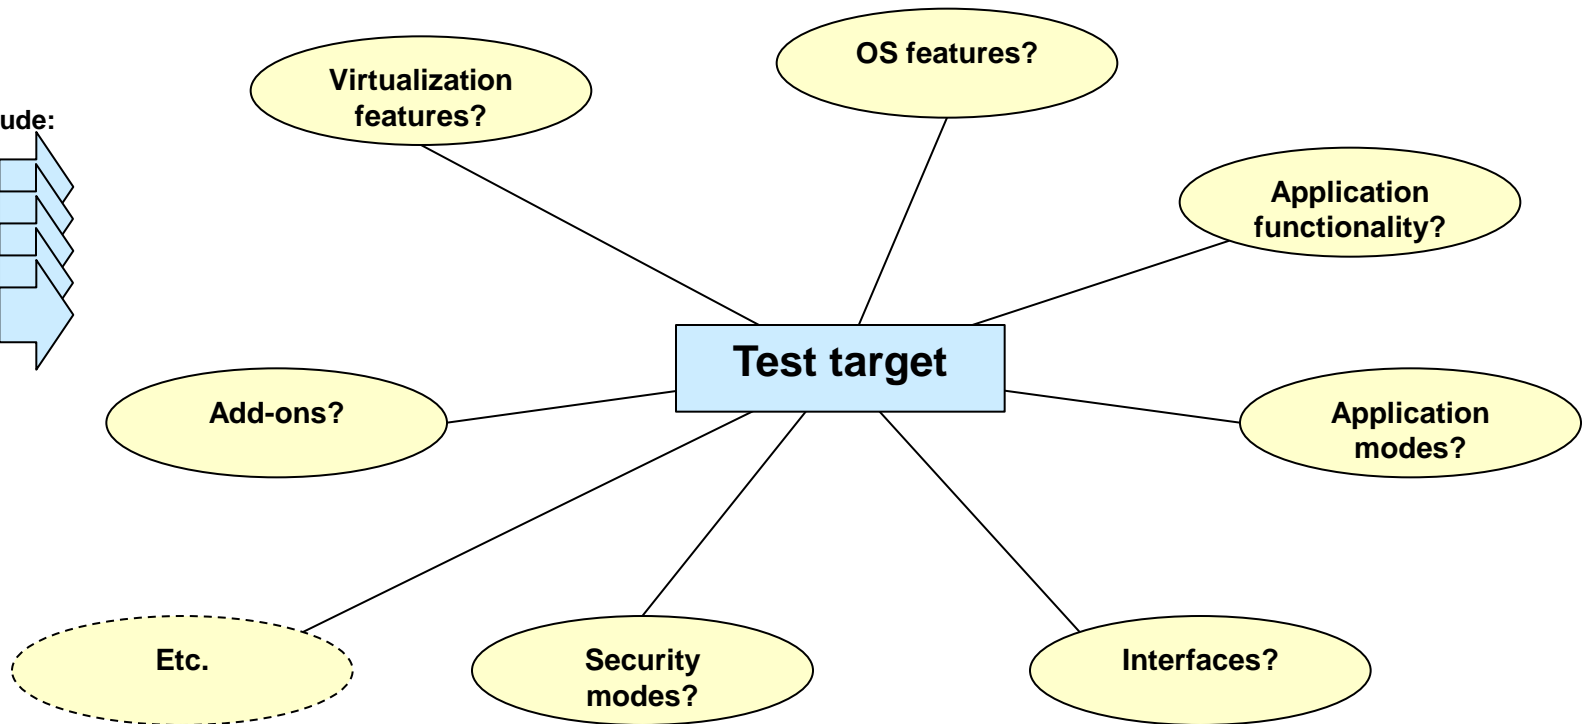 OS features?
Virtualization
features?
ude:
Application
functionality?
Test target
Add-ons?
Application
modes?
Etc.
Security
modes?
Interfaces?